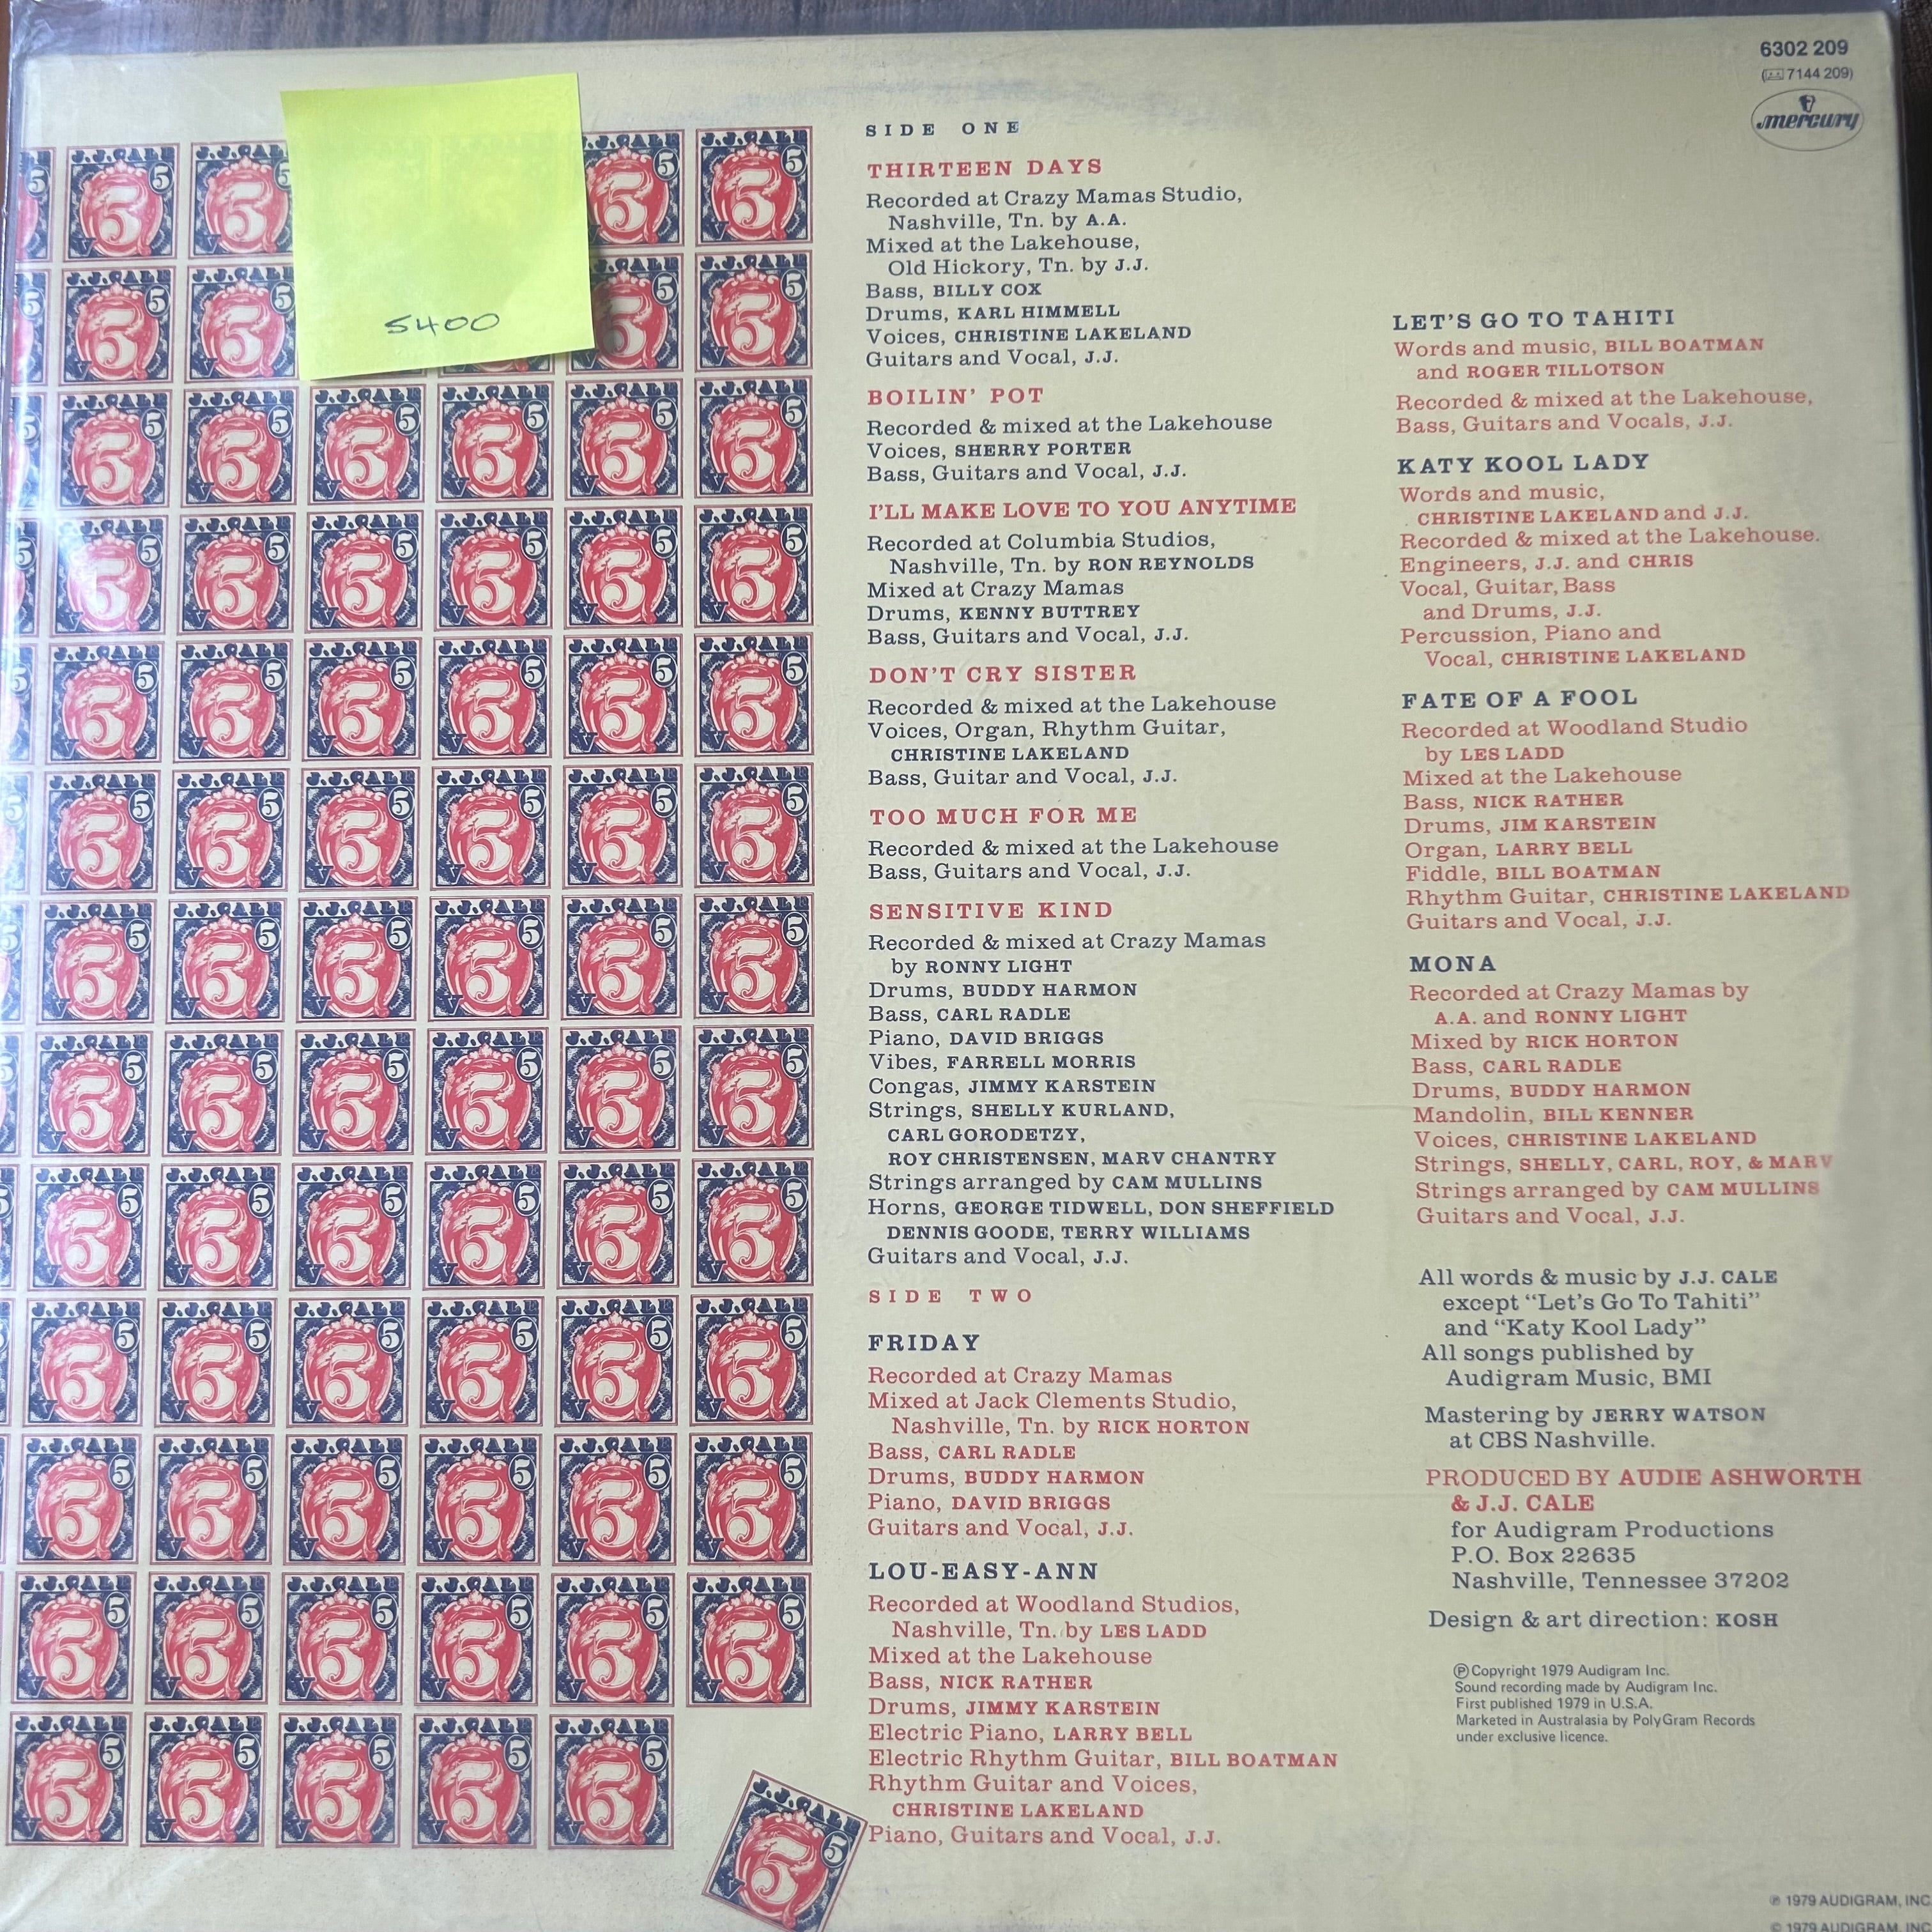 6302 209
(7144 209)
mercury
5400
J.J. CALE
5
V
SIDE ONE
THIRTEEN DAYS
Recorded at Crazy Mamas Studio,
Nashville, Tn. by A.A.
Mixed at the Lakehouse,
Old Hickory, Tn. by J.J.
Bass, BILLY COX
Drums, KARL HIMMELL
Voices, CHRISTINE LAKELAND
Guitars and Vocal, J.J.
BOILIN' POT
Recorded & mixed at the Lakehouse
Voices, SHERRY PORTER
Bass, Guitars and Vocal, J.J.
I'LL MAKE LOVE TO YOU ANYTIME
Recorded at Columbia Studios,
Nashville, Tn. by RON REYNOLDS
Mixed at Crazy Mamas
Drums, KENNY BUTTREY
Bass, Guitars and Vocal, J.J.
DON'T CRY SISTER
Recorded & mixed at the Lakehouse
Voices, Organ, Rhythm Guitar,
CHRISTINE LAKELAND
Bass, Guitar and Vocal, J.J.
TOO MUCH FOR ME
Recorded & mixed at the Lakehouse
Bass, Guitars and Vocal, J.J.
SENSITIVE KIND
Recorded & mixed at Crazy Mamas
by RONNY LIGHT
Drums, BUDDY HARMON
Bass, CARL RADLE
Piano, DAVID BRIGGS
Vibes, FARRELL MORRIS
Congas, JIMMY KARSTEIN
Strings, SHELLY KURLAND,
CARL GORODETZY,
ROY CHRISTENSEN, MARV CHANTRY
Strings arranged by CAM MULLINS
Horns, GEORGE TIDWELL, DON SHEFFIELD
DENNIS GOODE, TERRY WILLIAMS
Guitars and Vocal, J.J.
SIDE TWO
FRIDAY
Recorded at Crazy Mamas
Mixed at Jack Clements Studio,
Nashville, Tn. by RICK HORTON
Bass, CARL RADLE
Drums, BUDDY HARMON
Piano, DAVID BRIGGS
Guitars and Vocal, J.J.
LOU-EASY-ANN
Recorded at Woodland Studios,
Nashville, Tn. by LES LADD
Mixed at the Lakehouse
Bass, NICK RATHER
Drums, JIMMY KARSTEIN
Electric Piano, LARRY BELL
Electric Rhythm Guitar, BILL BOATMAN
Rhythm Guitar and Voices,
CHRISTINE LAKELAND
Piano, Guitars and Vocal, J.J.
LET'S GO TO TAHITI
Words and music, BILL BOATMAN
and ROGER TILLOTSON
Recorded & mixed at the Lakehouse,
Bass, Guitars and Vocals, J.J.
KATY KOOL LADY
Words and music,
CHRISTINE LAKELAND and J.J.
Recorded & mixed at the Lakehouse.
Engineers, J.J. and CHRIS
Vocal, Guitar, Bass
and Drums, J.J.
Percussion, Piano and
Vocal, CHRISTINE LAKELAND
FATE OF A FOOL
Recorded at Woodland Studio
by LES LADD
Mixed at the Lakehouse
Bass, NICK RATHER
Drums, JIM KARSTEIN
Organ, LARRY BELL
Fiddle, BILL BOATMAN
Rhythm Guitar, CHRISTINE LAKELAND
Guitars and Vocal, J.J.
MONA
Recorded at Crazy Mamas by
A.A. and RONNY LIGHT
Mixed by RICK HORTON
Bass, CARL RADLE
Drums, BUDDY HARMON
Mandolin, BILL KENNER
Voices, CHRISTINE LAKELAND
Strings, SHELLY, CARL, ROY, & MARV
Strings arranged by CAM MULLINS
Guitars and Vocal, J.J.
All words & music by J.J. CALE
except "Let's Go To Tahiti"
and "Katy Kool Lady"
All songs published by
Audigram Music, BMI
Mastering by JERRY WATSON
at CBS Nashville.
PRODUCED BY AUDIE ASHWORTH
& J.J. CALE
for Audigram Productions
P.O. Box 22635
Nashville, Tennessee 37202
Design & art direction: KOSH
℗ Copyright 1979 Audigram Inc.
Sound recording made by Audigram Inc.
First published 1979 in U.S.A.
Marketed in Australasia by PolyGram Records
under exclusive licence.
℗ 1979 AUDIGRAM, INC
© 1979 AUDIGRAM, INC